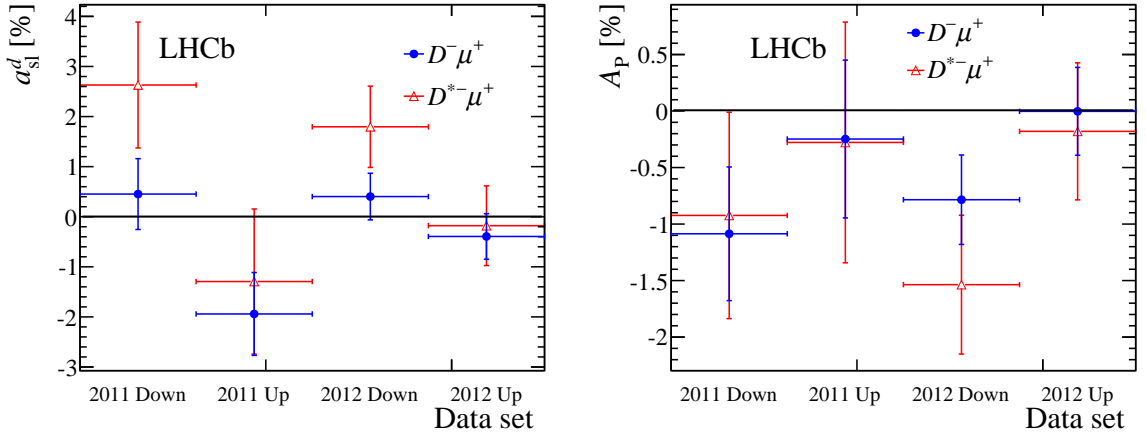 a^d_sl [%]
4
3
2
1
0
-1
-2
-3
LHCb
D⁻μ⁺
D*⁻μ⁺
2011 Down 2011 Up 2012 Down 2012 Up
Data set
A_P [%]
0.5
0
-0.5
-1
-1.5
-2
LHCb
D⁻μ⁺
D*⁻μ⁺
2011 Down 2011 Up 2012 Down 2012 Up
Data set